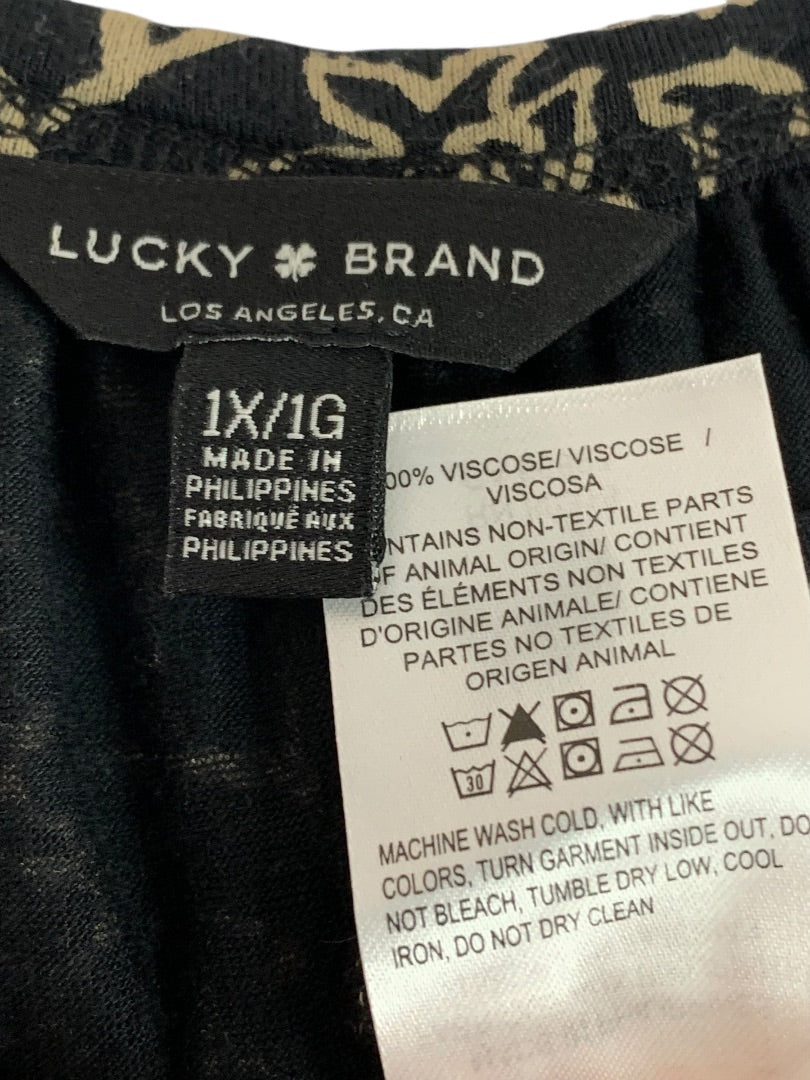 LUCKY BRAND
LOS ANGELES, CA
1X/1G
MADE IN
PHILIPPINES
FABRIQUÉ AUX
PHILIPPINES
00% VISCOSE/ VISCOSE /
VISCOSA
NTAINS NON-TEXTILE PARTS
F ANIMAL ORIGIN/ CONTIENT
DES ÉLÉMENTS NON TEXTILES
D'ORIGINE ANIMALE/ CONTIENE
PARTES NO TEXTILES DE
ORIGEN ANIMAL
30
MACHINE WASH COLD, WITH LIKE
COLORS, TURN GARMENT INSIDE OUT, DO
NOT BLEACH, TUMBLE DRY LOW, COOL
IRON, DO NOT DRY CLEAN